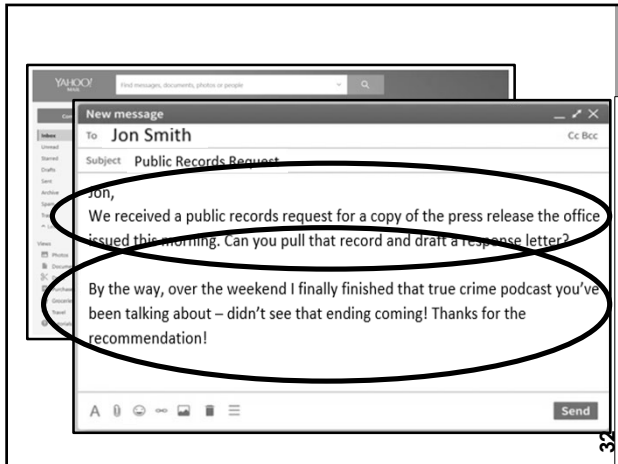 YAHOO!
MAIL
Find messages, documents, photos or people
Inbox
Unread
Starred
Drafts
Sent
Archive
Spam
Views
Photos
New message
To Jon Smith Cc Bcc
Subject Public Records Request
Jon,
We received a public records request for a copy of the press release the office
issued this morning. Can you pull that record and draft a response letter?
By the way, over the weekend I finally finished that true crime podcast you've
been talking about – didn't see that ending coming! Thanks for the
recommendation!
Send
32